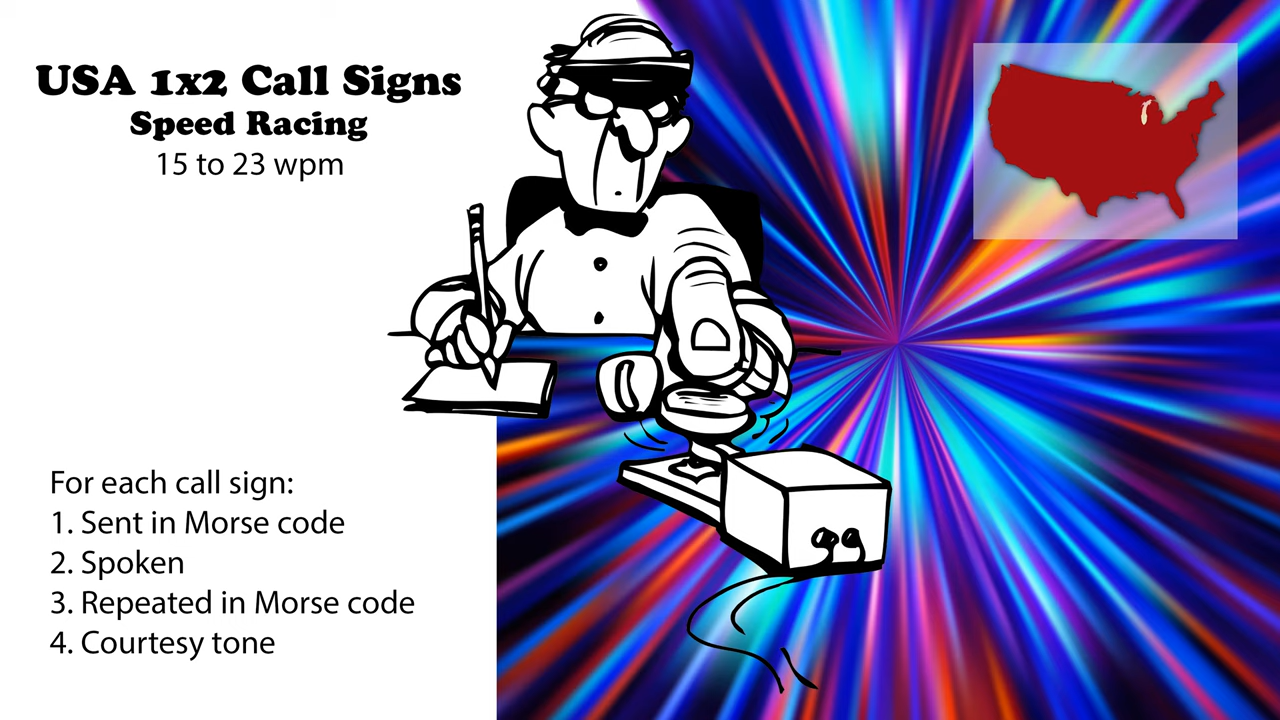 USA 1x2 Call Signs
Speed Racing
15 to 23 wpm
For each call sign:
1. Sent in Morse code
2. Spoken
3. Repeated in Morse code
4. Courtesy tone